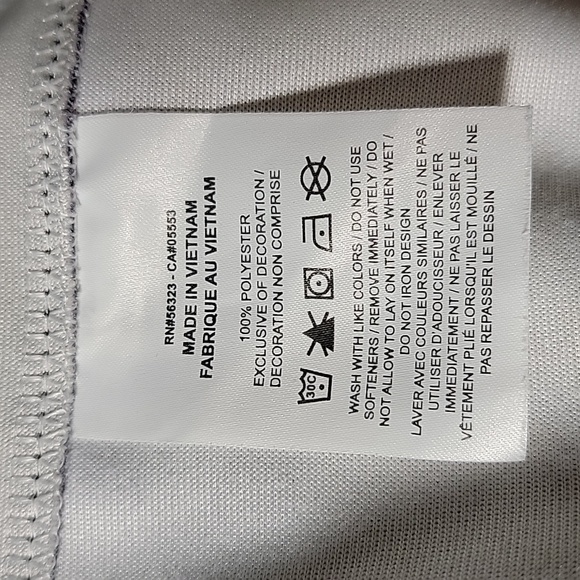 RN#56323 - CA#05553
MADE IN VIETNAM
FABRIQUE AU VIETNAM
100% POLYESTER
EXCLUSIVE OF DECORATION /
DECORATION NON COMPRISE
30C
WASH WITH LIKE COLORS / DO NOT USE
SOFTENERS / REMOVE IMMEDIATELY / DO
NOT ALLOW TO LAY ON ITSELF WHEN WET /
DO NOT IRON DESIGN
LAVER AVEC COULEURS SIMILAIRES / NE PAS
UTILISER D'ADOUCISSEUR / ENLEVER
IMMEDIATEMENT / NE PAS LAISSER LE
VÊTEMENT PLIÉ LORSQU'IL EST MOUILLÉ / NE
PAS REPASSER LE DESSIN